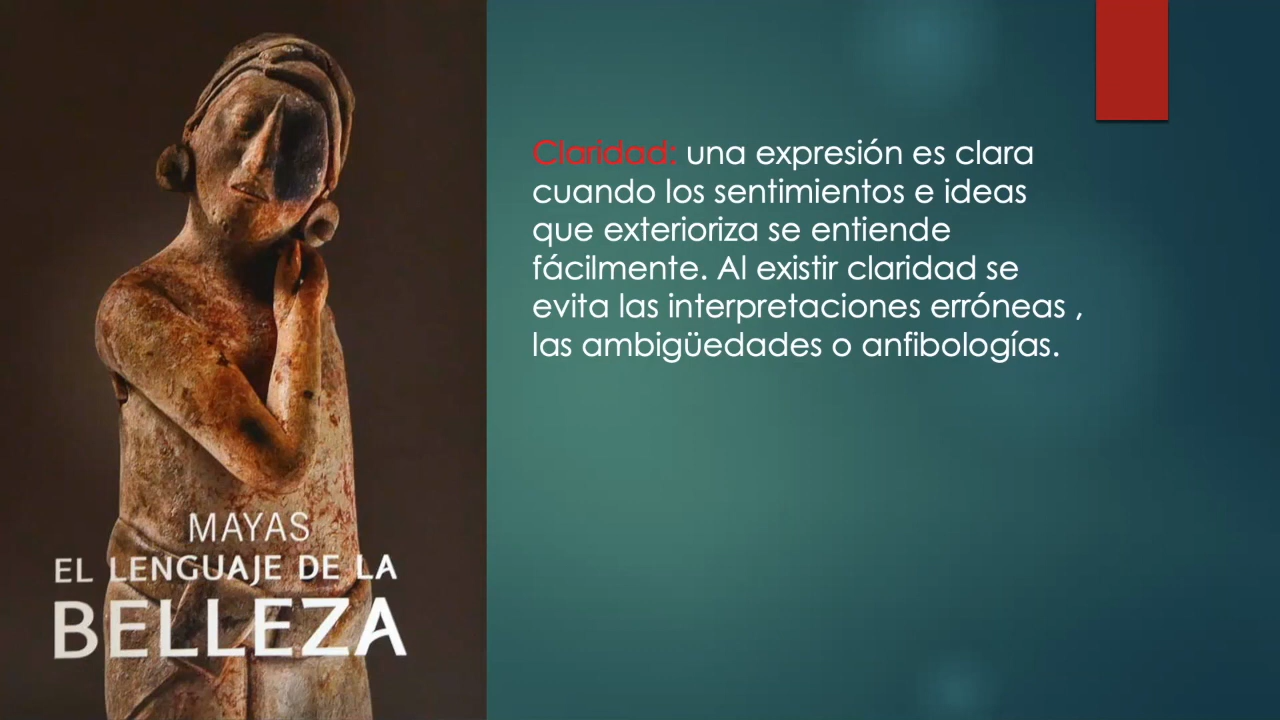 MAYAS
EL LENGUAJE DE LA
BELLEZA
Claridad: una expresión es clara
cuando los sentimientos e ideas
que exterioriza se entiende
fácilmente. Al existir claridad se
evita las interpretaciones erróneas ,
las ambigüedades o anfibologías.